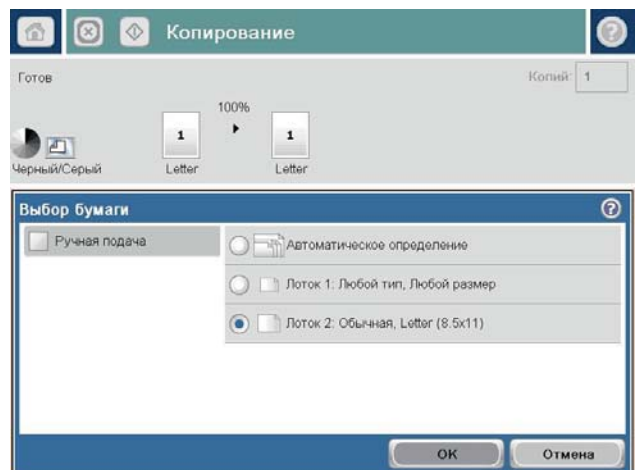 Копирование
Готов
Копий: 1
100%
1
1
Черный/Серый
Letter
Letter
Выбор бумаги
Ручная подача
Автоматическое определение
Лоток 1: Любой тип, Любой размер
Лоток 2: Обычная, Letter (8.5x11)
OK
Отмена